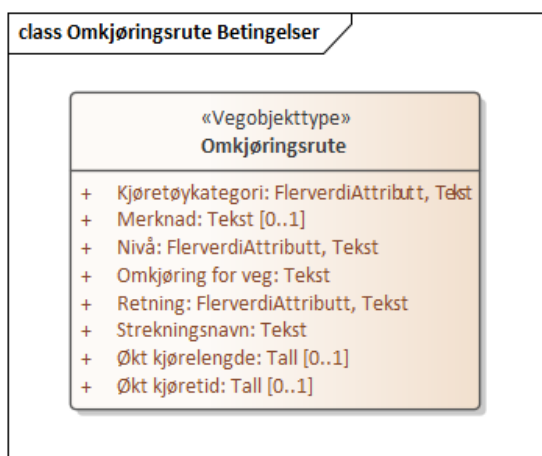 class Omkjøringsrute Betingelser
«Vegobjekttype»
Omkjøringsrute
+ Kjøretøykategori: FlerverdiAttributt, Tekst
+ Merknad: Tekst [0..1]
+ Nivå: FlerverdiAttributt, Tekst
+ Omkjøring for veg: Tekst
+ Retning: FlerverdiAttributt, Tekst
+ Strekningsnavn: Tekst
+ Økt kjørelengde: Tall [0..1]
+ Økt kjøretid: Tall [0..1]